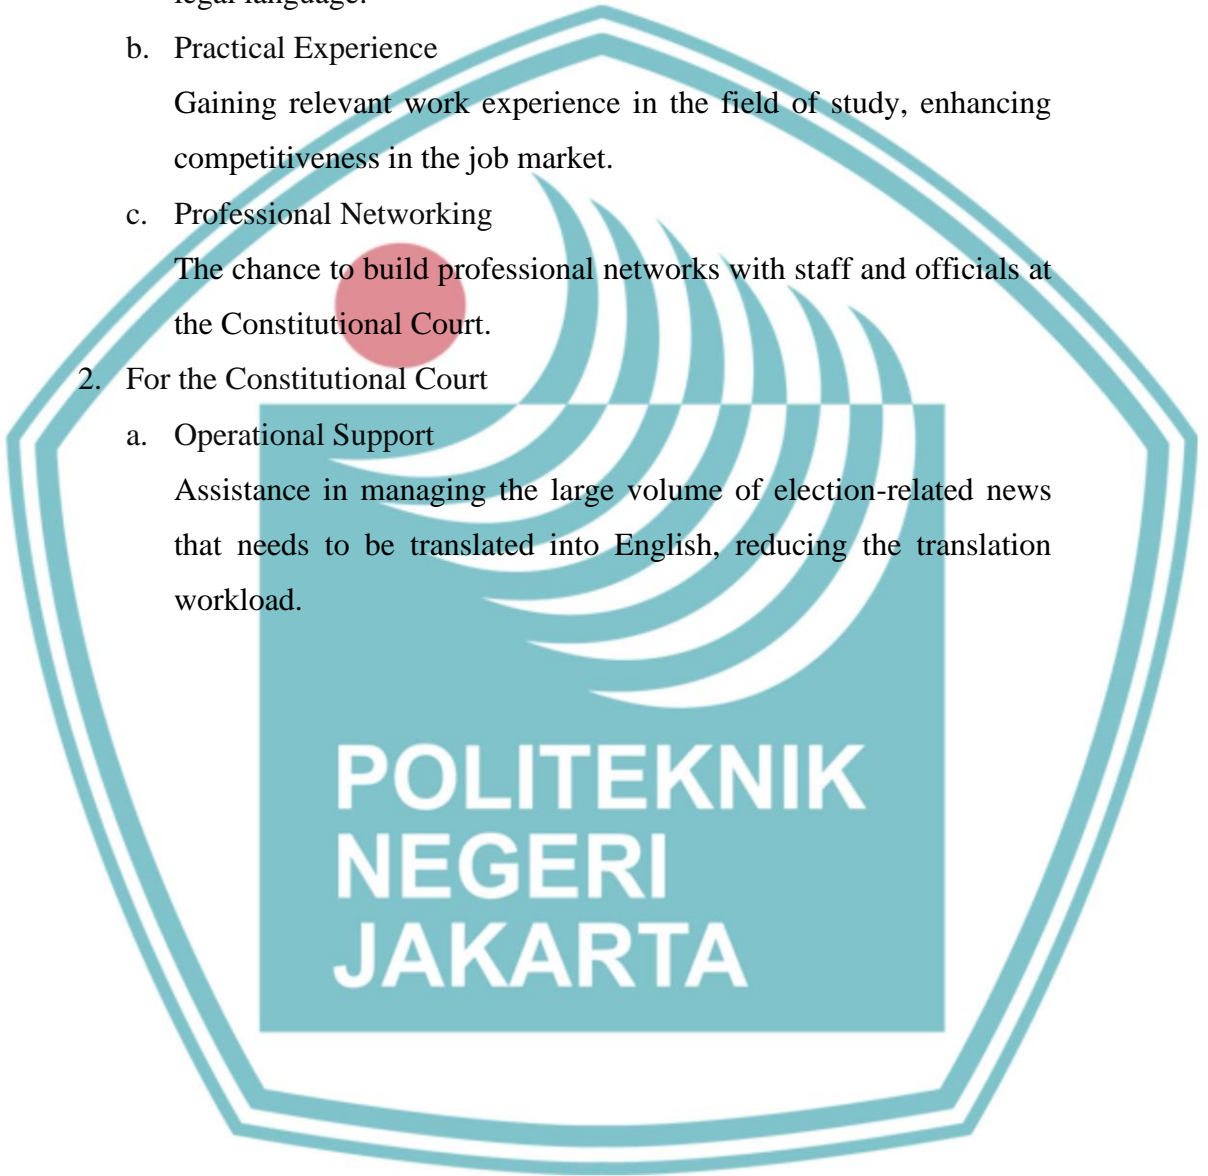 legal language.
b. Practical Experience
Gaining relevant work experience in the field of study, enhancing
competitiveness in the job market.
c. Professional Networking
The chance to build professional networks with staff and officials at
the Constitutional Court.
2. For the Constitutional Court
a. Operational Support
Assistance in managing the large volume of election-related news
that needs to be translated into English, reducing the translation
workload.
POLITEKNIK
NEGERI
JAKARTA